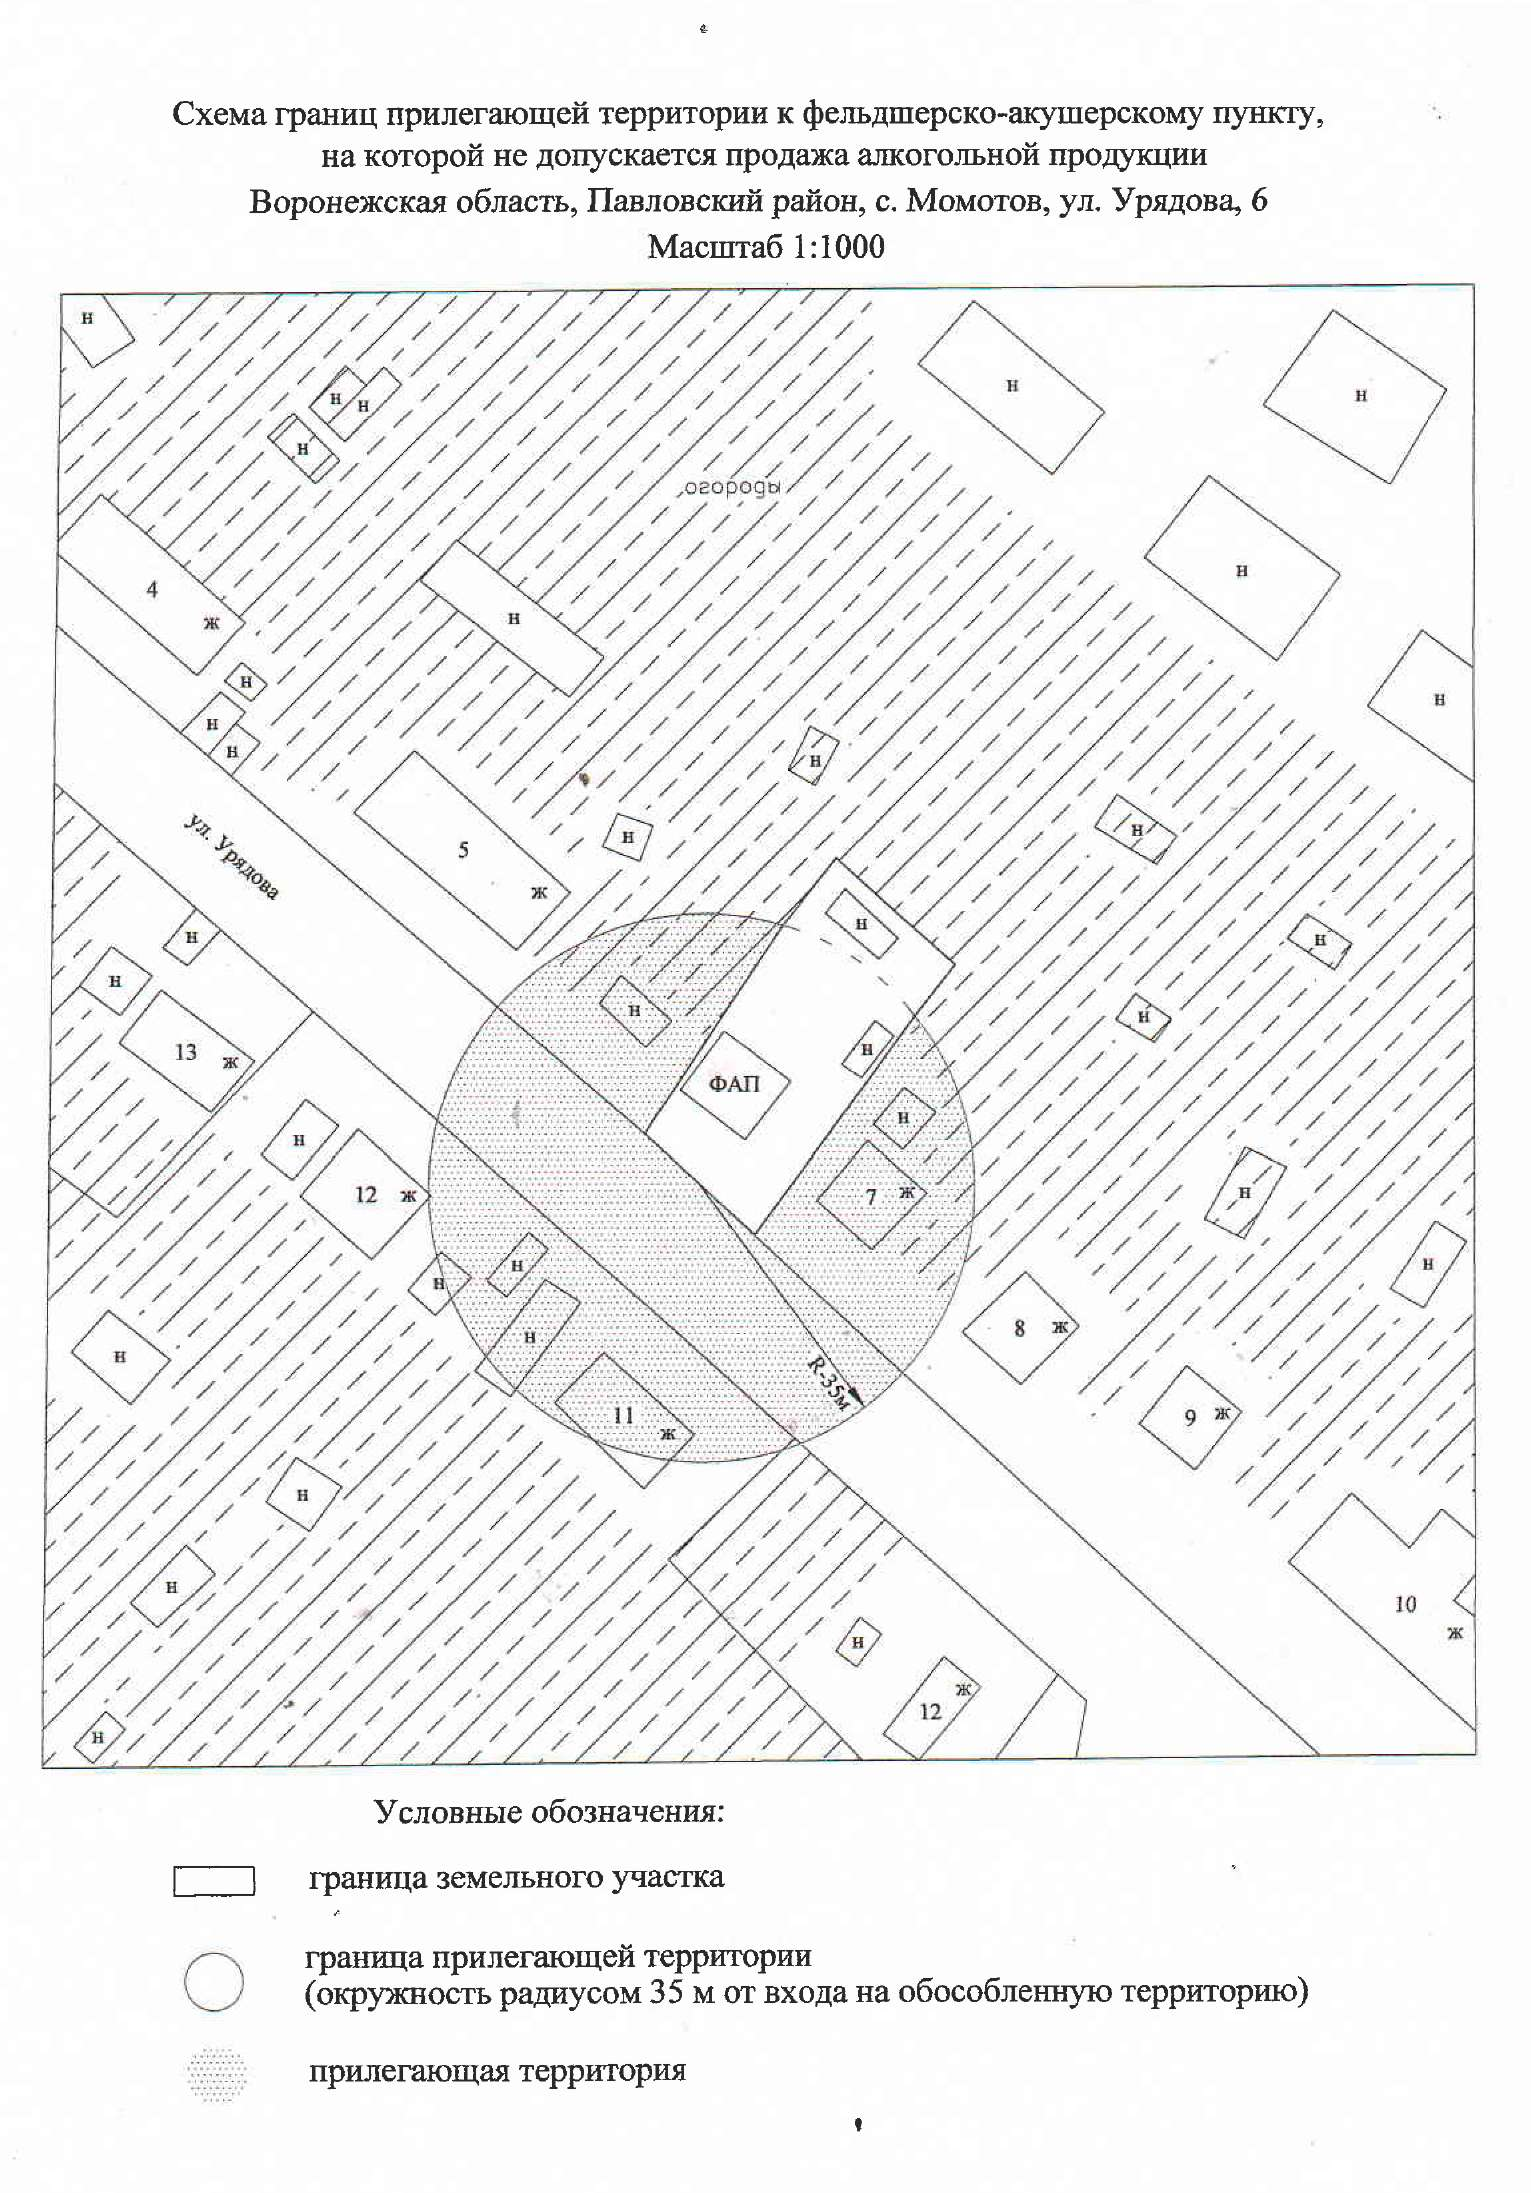 Схема границ прилегающей территории к фельдшерско-акушерскому пункту,
на которой не допускается продажа алкогольной продукции
Воронежская область, Павловский район, с. Момотов, ул. Урядова, 6
Масштаб 1:1000
н
н
н
н
н
н
огороды
н
4
ж
н
н
н
н
н
н
5
ж
н
н
н
ул. Урядова
н
н
н
н
н
13
ж
н
н
ФАП
н
н
12
ж
7
ж
н
н
н
н
н
н
8
ж
R-35м
11
ж
9
ж
н
н
10
ж
н
12
ж
н
Условные обозначения:
граница земельного участка
граница прилегающей территории
(окружность радиусом 35 м от входа на обособленную территорию)
прилегающая территория